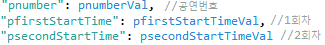 "pnumber": pnumberVal, //공연번호
"pfirstStartTime": pfirstStartTimeVal,//1회차
"psecondStartTime": psecondStartTimeVal //2회차